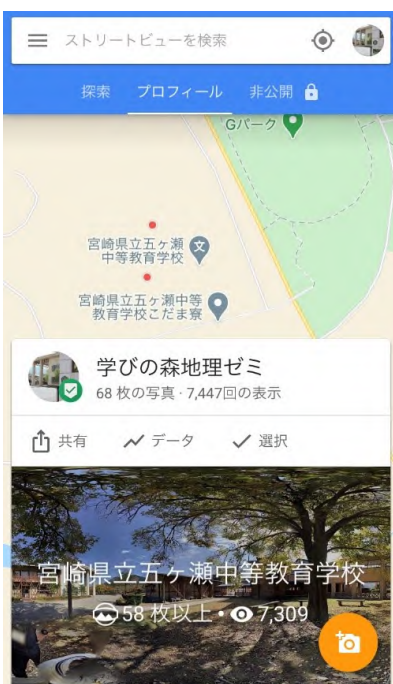 ストリートビューを検索
探索 プロフィール 非公開
Gパーク
宮崎県立五ヶ瀬
中等教育学校
宮崎県立五ヶ瀬中等
教育学校こだま寮
学びの森地理ゼミ
68 枚の写真 · 7,447回の表示
共有 データ 選択
宮崎県立五ヶ瀬中等教育学校
58 枚以上 • 7,309